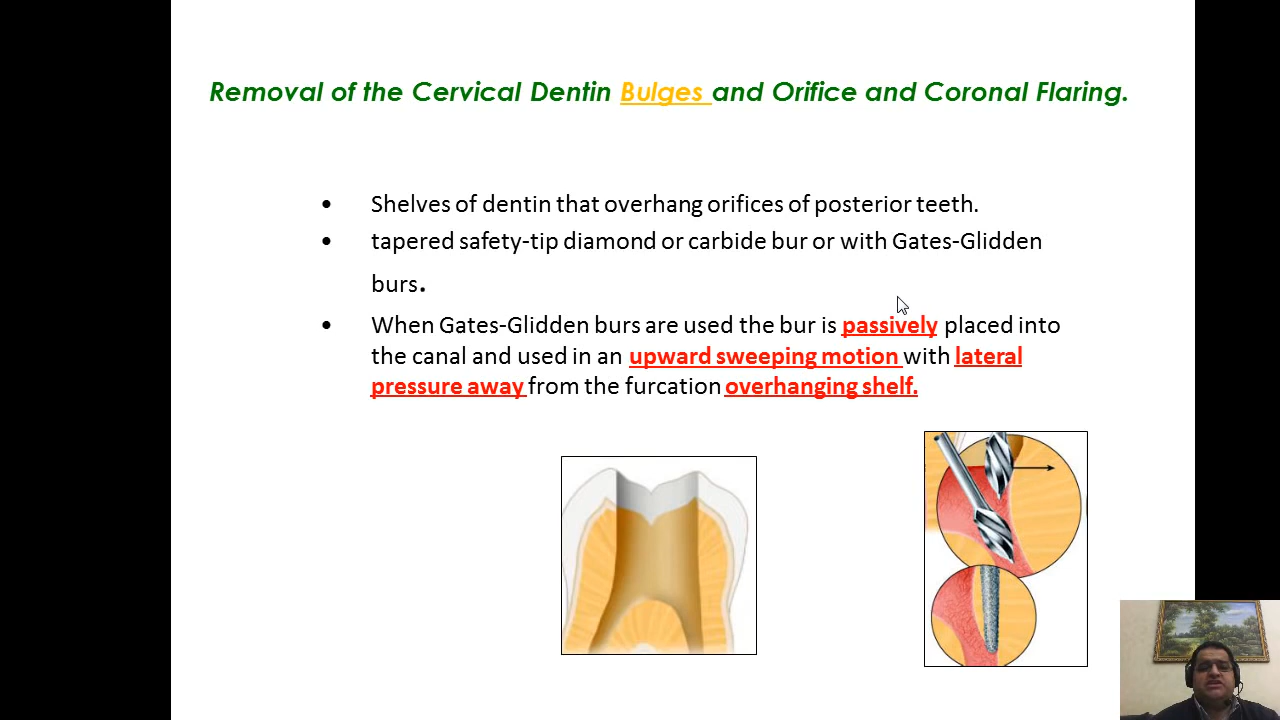 Removal of the Cervical Dentin Bulges and Orifice and Coronal Flaring.
• Shelves of dentin that overhang orifices of posterior teeth.
• tapered safety-tip diamond or carbide bur or with Gates-Glidden
burs.
• When Gates-Glidden burs are used the bur is passively placed into
the canal and used in an upward sweeping motion with lateral
pressure away from the furcation overhanging shelf.